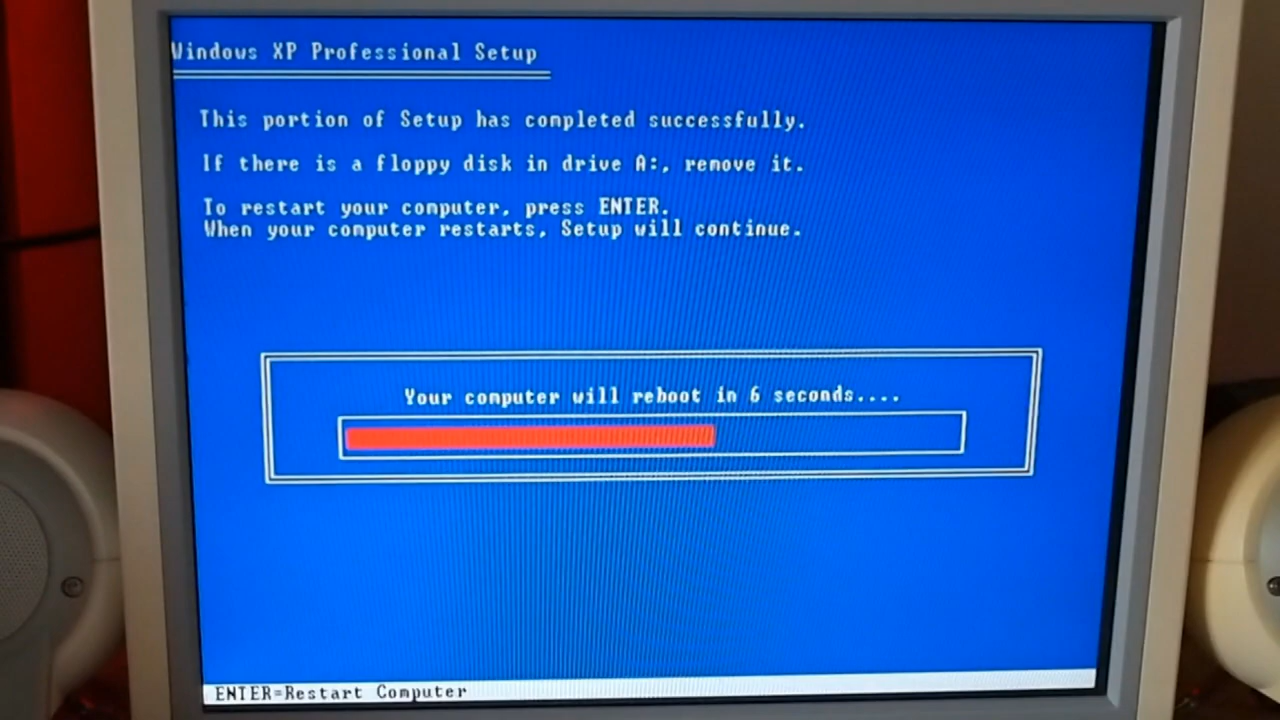 Windows XP Professional Setup
This portion of Setup has completed successfully.
If there is a floppy disk in drive A:, remove it.
To restart your computer, press ENTER.
When your computer restarts, Setup will continue.
Your computer will reboot in 6 seconds....
ENTER=Restart Computer